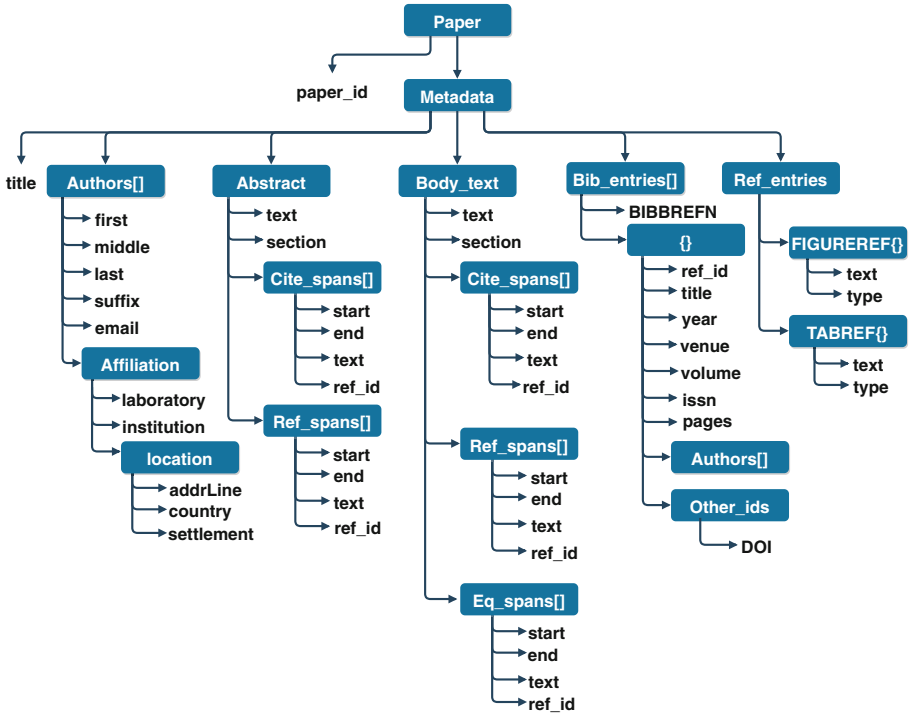 Paper
paper_id
Metadada
title
Authors[]
first
middle
last
suffix
email
Affiliation
laboratory
institution
location
addrLine
country
settlement
Abstract
text
section
Cite_spans[]
start
end
text
ref_id
Ref_spans[]
start
end
text
ref_id
Body_text
text
section
Cite_spans[]
start
end
text
ref_id
Ref_spans[]
start
end
text
ref_id
Eq_spans[]
start
end
text
ref_id
Bib_entries[]
BIBBREFN
{}
ref_id
title
year
venue
volume
issn
pages
Authors[]
Other_ids
DOI
Ref_entries
FIGUREREF{}
text
type
TABREF{}
text
type